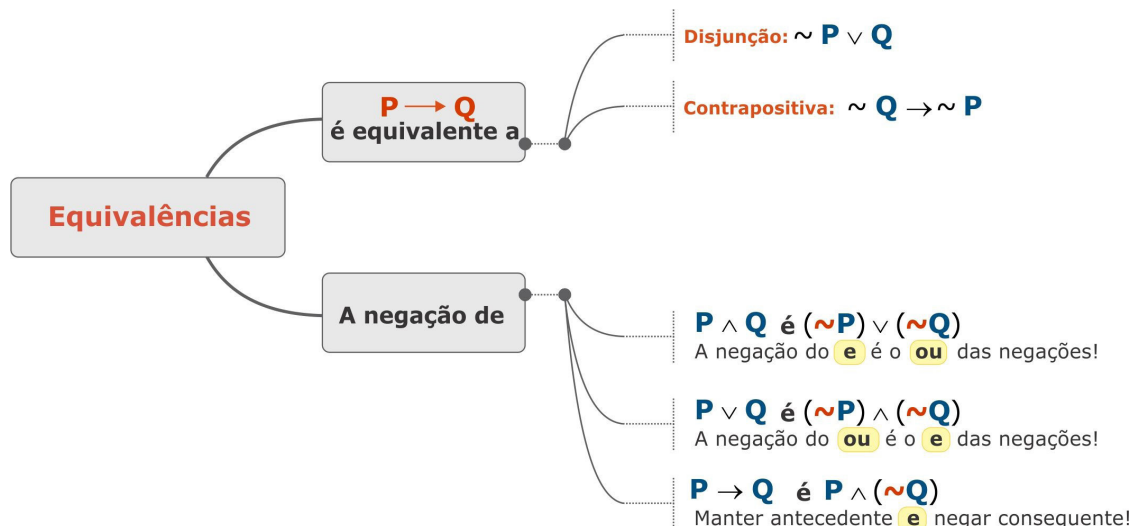 Equivalências
P → Q
é equivalente a
Disjunção: ~ P ∨ Q
Contrapositiva: ~ Q → ~ P
A negação de
P ∧ Q é (~P) ∨ (~Q)
A negação do e é o ou das negações!
P ∨ Q é (~P) ∧ (~Q)
A negação do ou é o e das negações!
P → Q é P ∧ (~Q)
Manter antecedente e negar consequente!